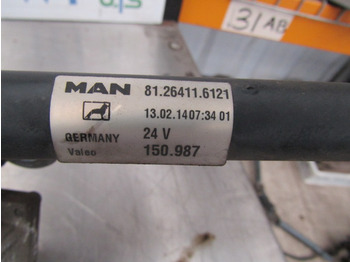 31 AB
MAN 81.26411.6121
13.02.14 07:34 01
GERMANY 24 V
Valeo 150.987